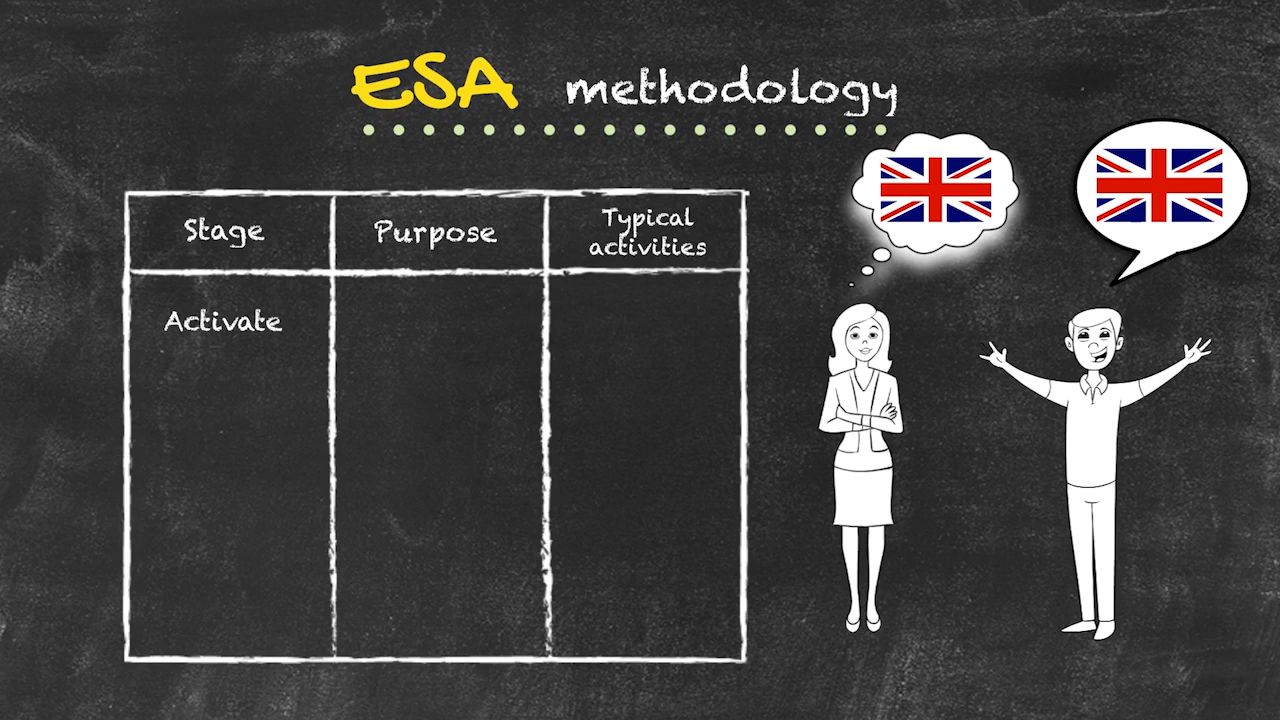 ESA methodology
Stage
Purpose
Typical
activities
Activate